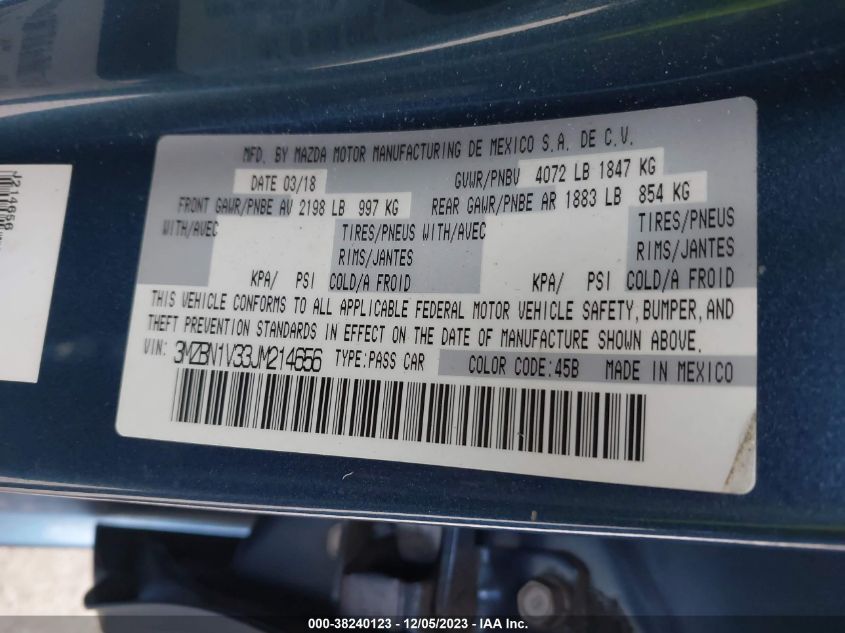 MFD. BY MAZDA MOTOR MANUFACTURING DE MEXICO S.A. DE C.V.
DATE 03/18 GVWR/PNBV 4072 LB 1847 KG
FRONT GAWR/PNBE AV 2198 LB 997 KG REAR GAWR/PNBE AR 1883 LB 854 KG
WITH/AVEC TIRES/PNEUS WITH/AVEC TIRES/PNEUS
RIMS/JANTES RIMS/JANTES
KPA/ PSI COLD/A FROID KPA/ PSI COLD/A FROID
THIS VEHICLE CONFORMS TO ALL APPLICABLE FEDERAL MOTOR VEHICLE SAFETY, BUMPER, AND
THEFT PREVENTION STANDARDS IN EFFECT ON THE DATE OF MANUFACTURE SHOWN ABOVE.
VIN: 3MZBN1V33JM214656 TYPE:PASS CAR COLOR CODE:45B MADE IN MEXICO
J214656
000-38240123 - 12/05/2023 - IAA Inc.